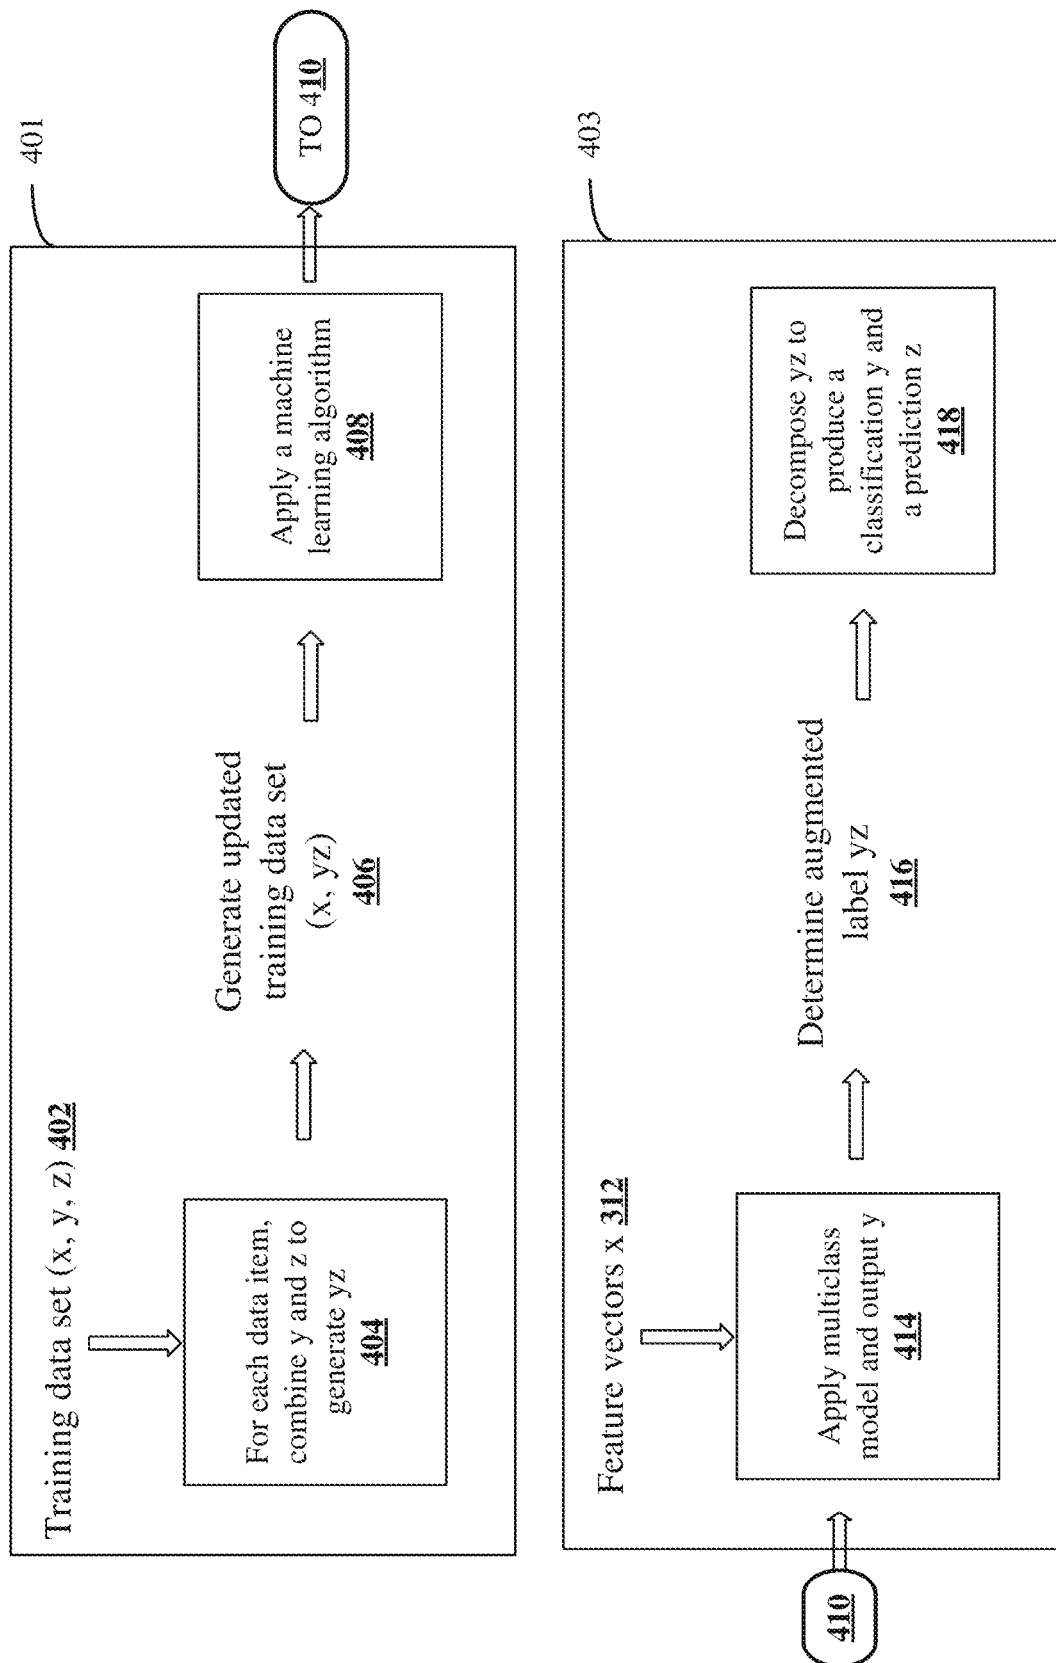 401
Training data set (x, y, z) 402
For each data item,
combine y and z to
generate yz
404
Generate updated
training data set
(x, yz)
406
Apply a machine
learning algorithm
408
TO 410
403
Feature vectors x 312
410
Apply multiclass
model and output y
414
Determine augmented
label yz
416
Decompose yz to
produce a
classification y and
a prediction z
418